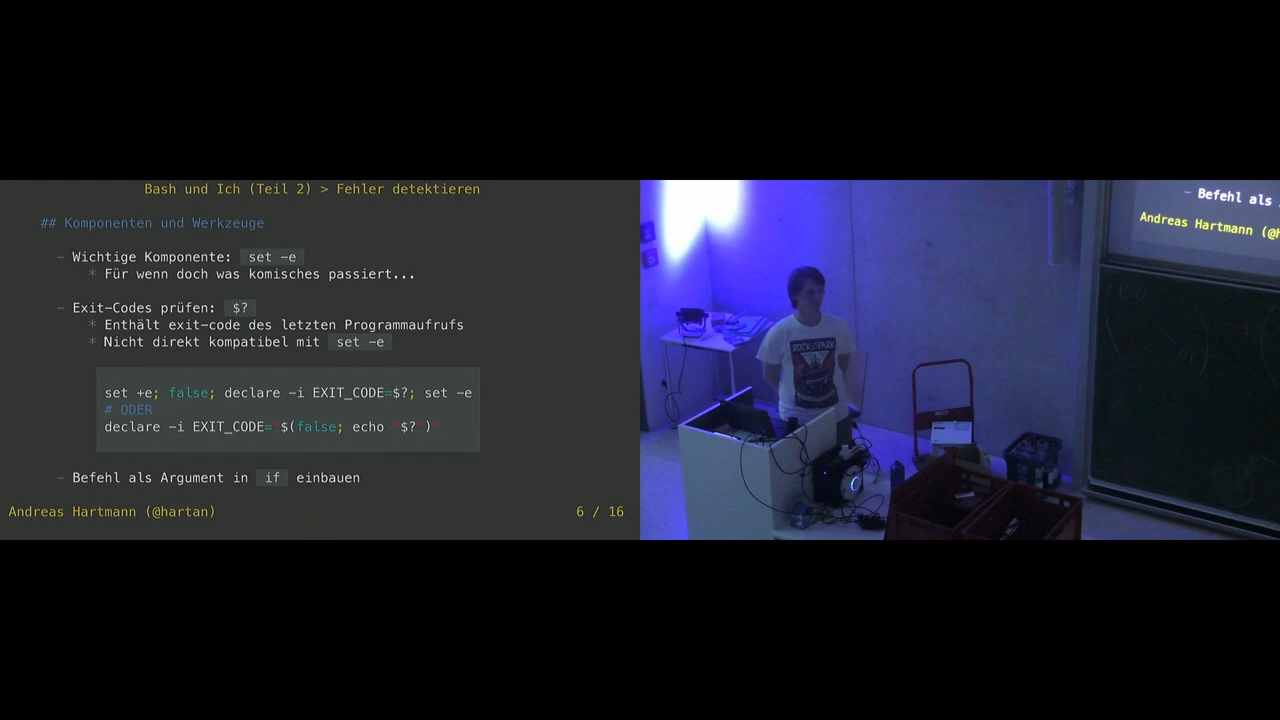 Bash und Ich (Teil 2) > Fehler detektieren
## Komponenten und Werkzeuge
– Wichtige Komponente: set -e
* Für wenn doch was komisches passiert...
– Exit-Codes prüfen: $?
* Enthält exit-code des letzten Programmaufrufs
* Nicht direkt kompatibel mit set -e
set +e; false; declare -i EXIT_CODE=$?; set -e
# ODER
declare -i EXIT_CODE="$(false; echo "$?")"
– Befehl als Argument in if einbauen
Andreas Hartmann (@hartan)
6 / 16
– Befehl als
Andreas Hartmann (@h
ROCK PARK